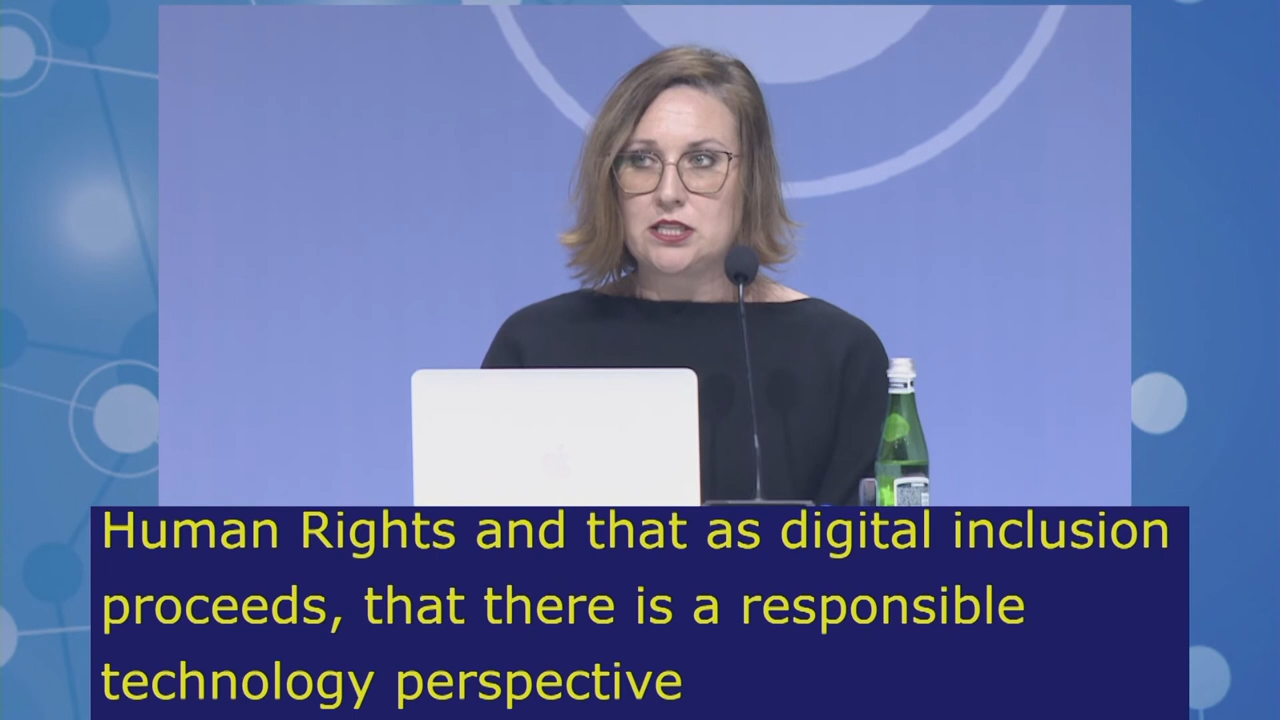 Human Rights and that as digital inclusion
proceeds, that there is a responsible
technology perspective